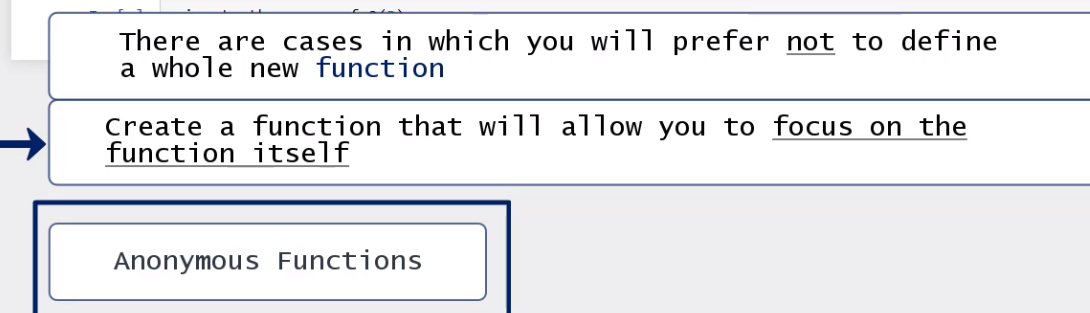 There are cases in which you will prefer not to define
a whole new function
Create a function that will allow you to focus on the
function itself
Anonymous Functions